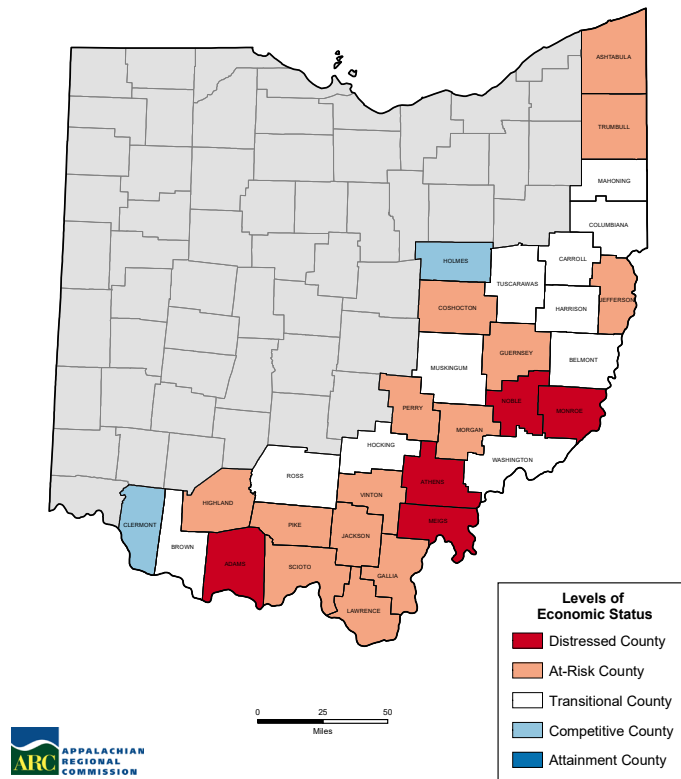 ASHTABULA
TRUMBULL
MAHONING
COLUMBIANA
HOLMES
CARROLL
TUSCARAWAS
JEFFERSON
COSHOCTON
HARRISON
GUERNSEY
BELMONT
MUSKINGUM
NOBLE
MONROE
PERRY
MORGAN
HOCKING
WASHINGTON
ROSS
ATHENS
VINTON
HIGHLAND
MEIGS
CLERMONT
PIKE
JACKSON
BROWN
ADAMS
SCIOTO
GALLIA
LAWRENCE
Levels of
Economic Status
Distressed County
At-Risk County
Transitional County
Competitive County
Attainment County
0 25 50
Miles
ARC
APPALACHIAN
REGIONAL
COMMISSION